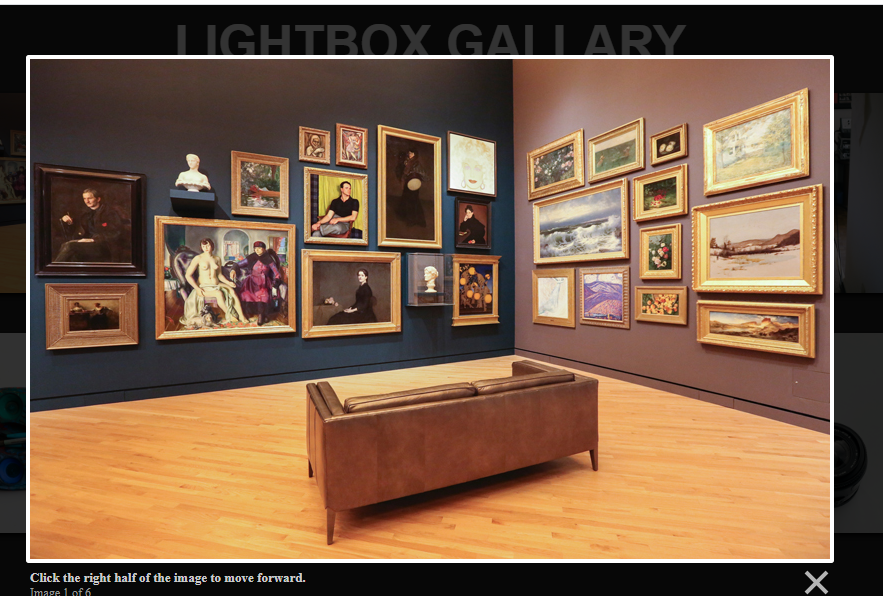 LIGHTBOX GALLARY
Click the right half of the image to move forward.
Image 1 of 6